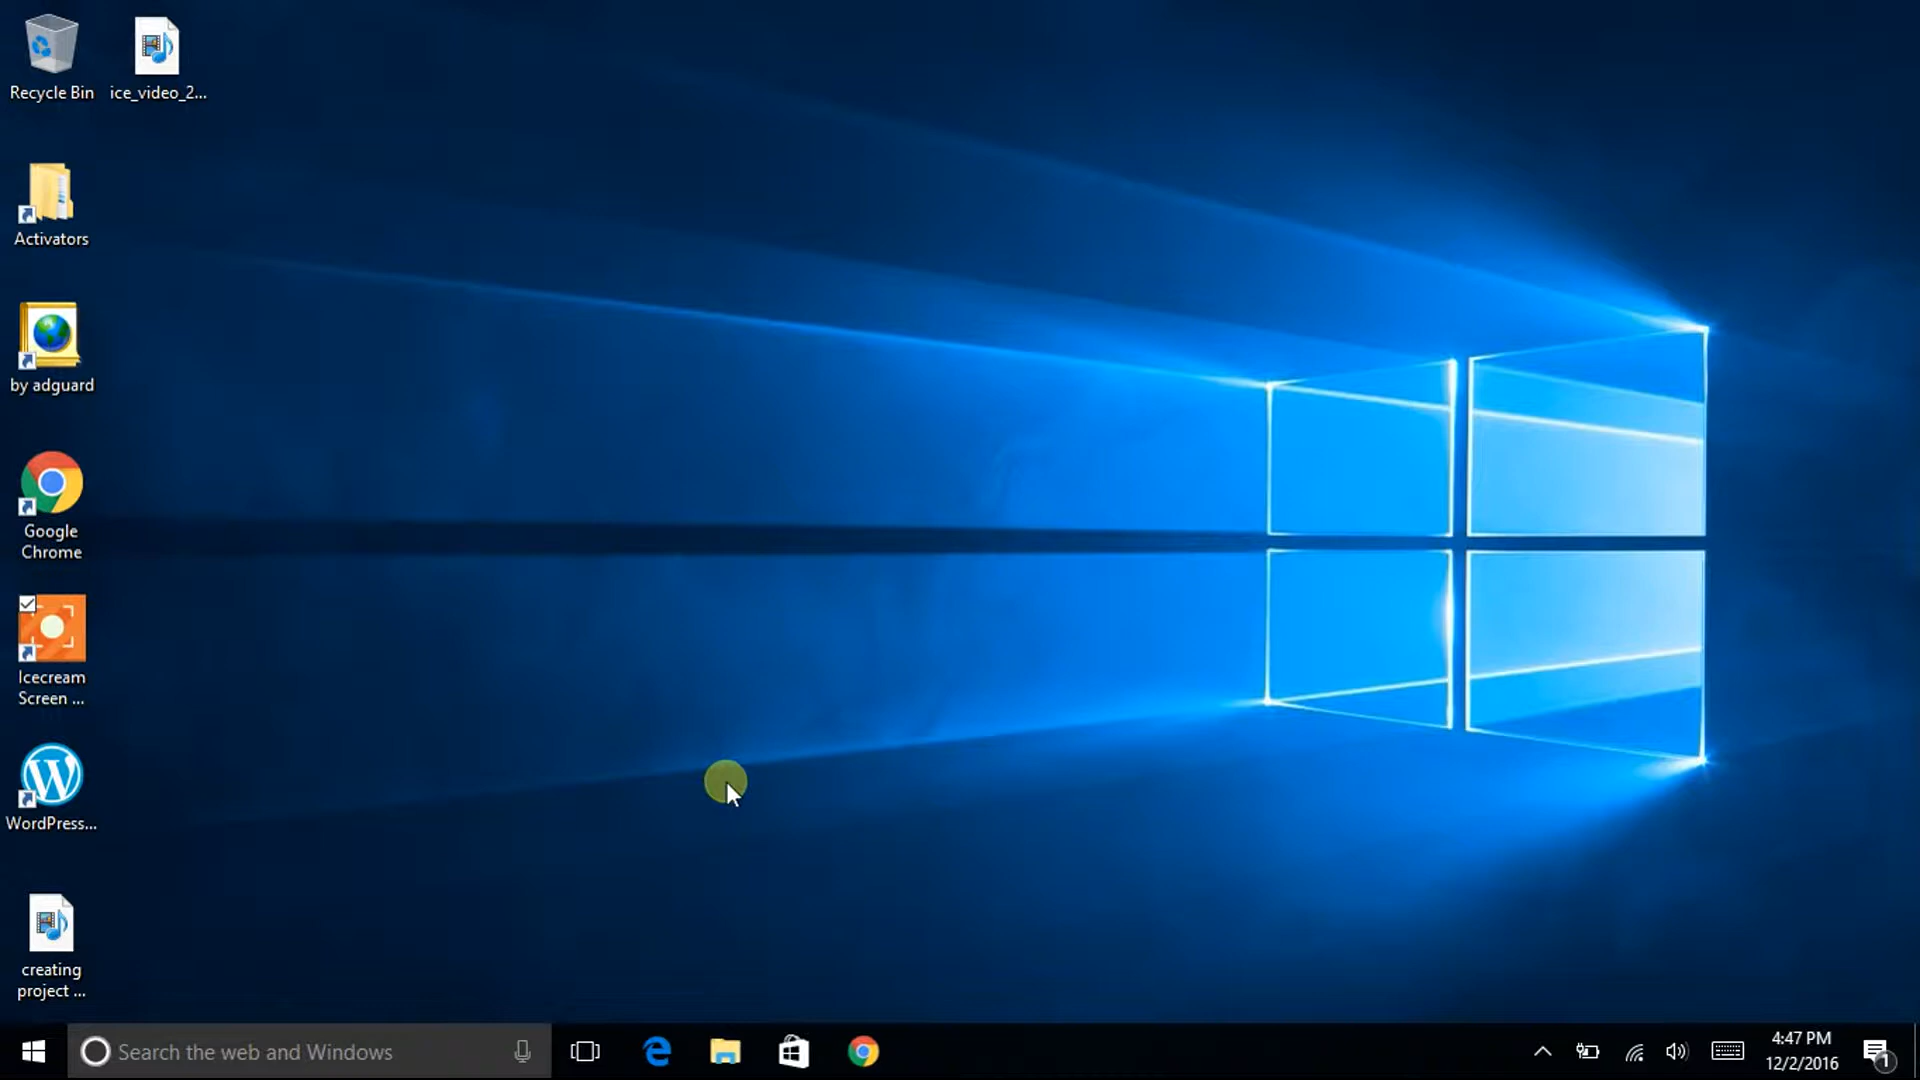 Recycle Bin
ice_video_2...
Activators
by adguard
Google
Chrome
Icecream
Screen ...
WordPress...
creating
project ...
Search the web and Windows
4:47 PM
12/2/2016
1